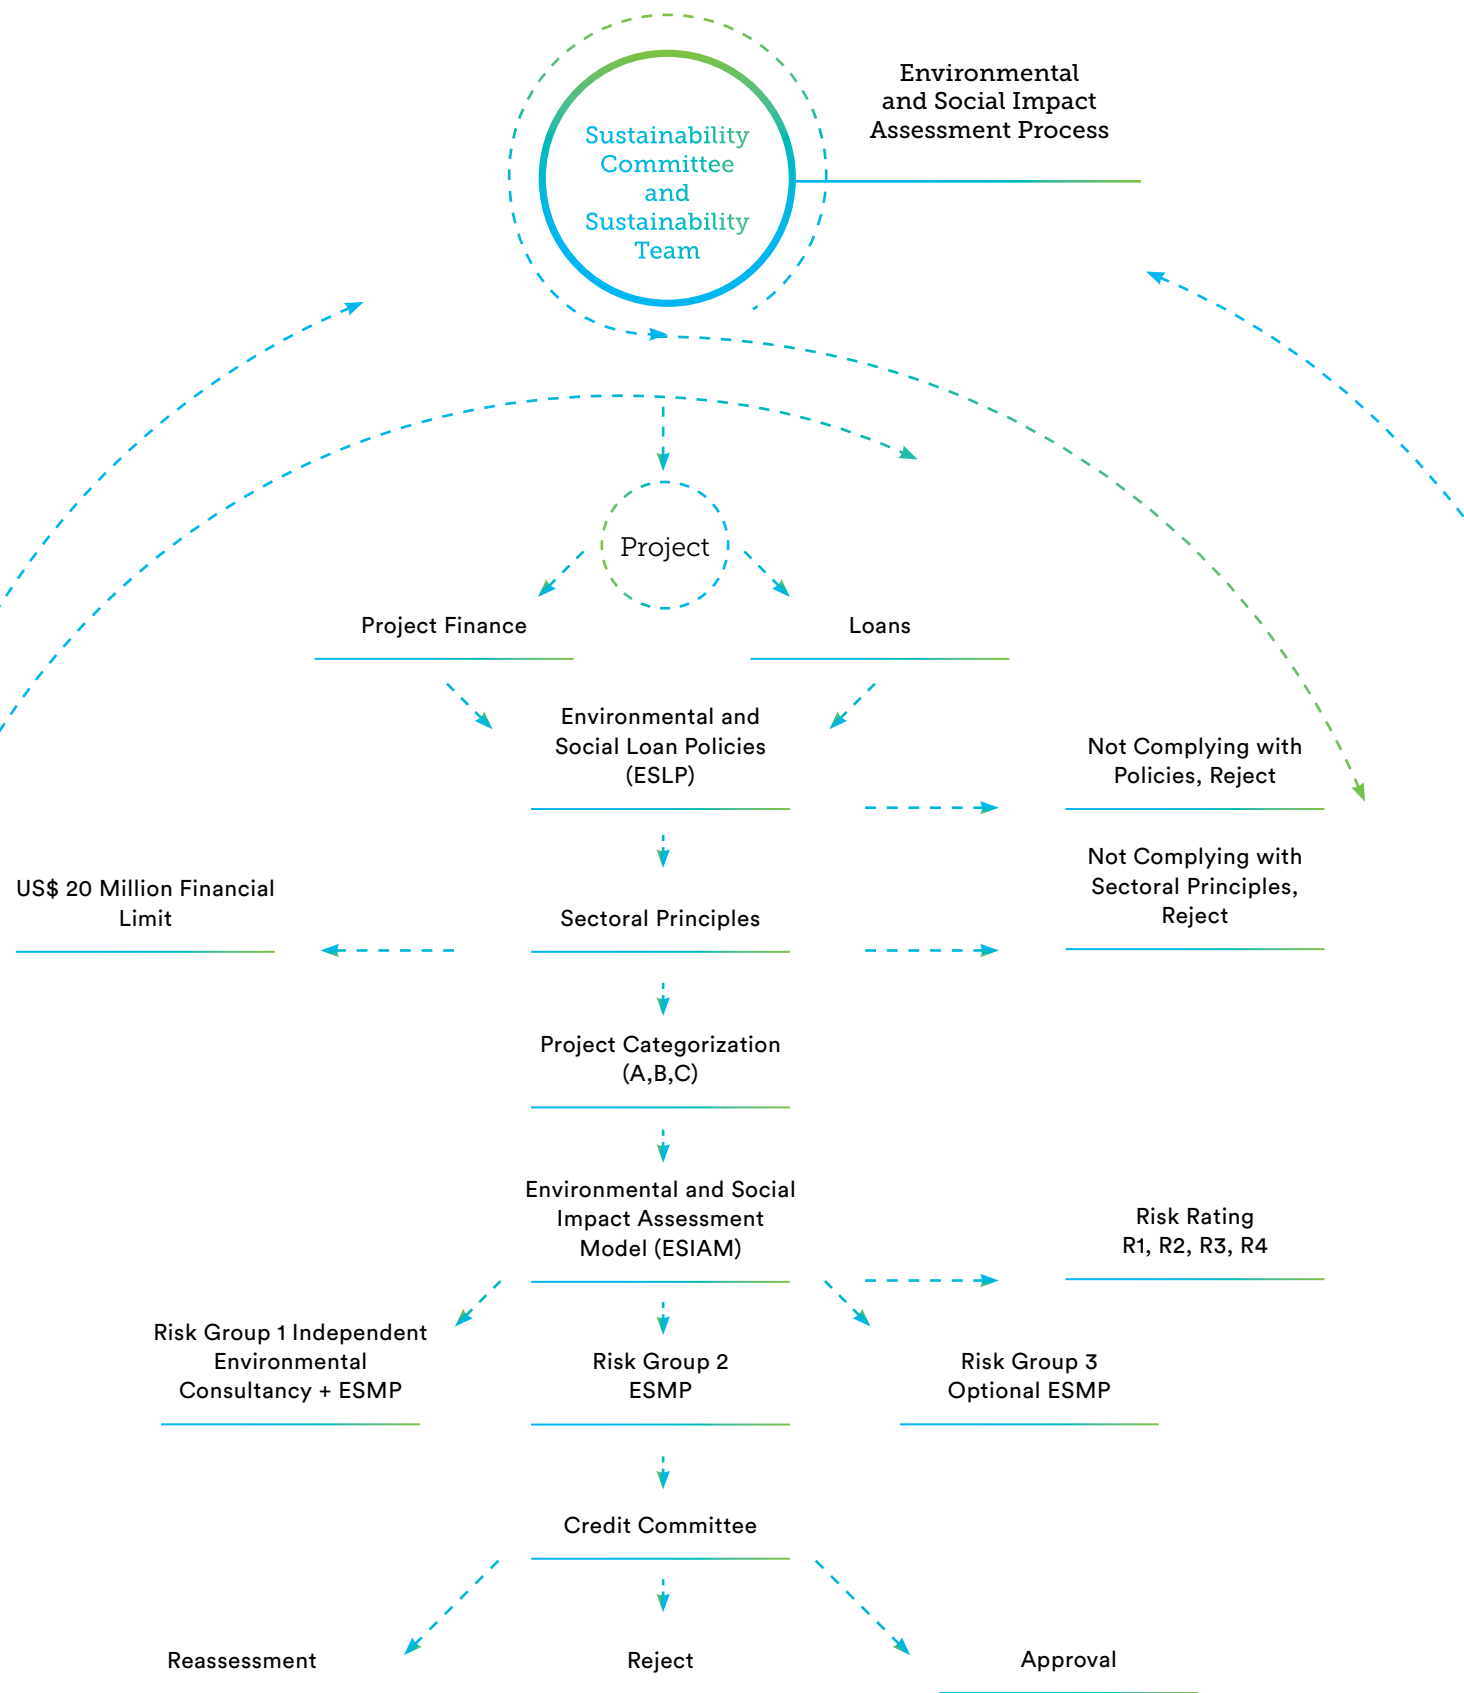 Environmental
and Social Impact
Assessment Process
Sustainability
Committee
and
Sustainability
Team
Project
Project Finance
Loans
Environmental and
Social Loan Policies
(ESLP)
Not Complying with
Policies, Reject
US$ 20 Million Financial
Limit
Sectoral Principles
Not Complying with
Sectoral Principles,
Reject
Project Categorization
(A,B,C)
Environmental and Social
Impact Assessment
Model (ESIAM)
Risk Rating
R1, R2, R3, R4
Risk Group 1 Independent
Environmental
Consultancy + ESMP
Risk Group 2
ESMP
Risk Group 3
Optional ESMP
Credit Committee
Reassessment
Reject
Approval